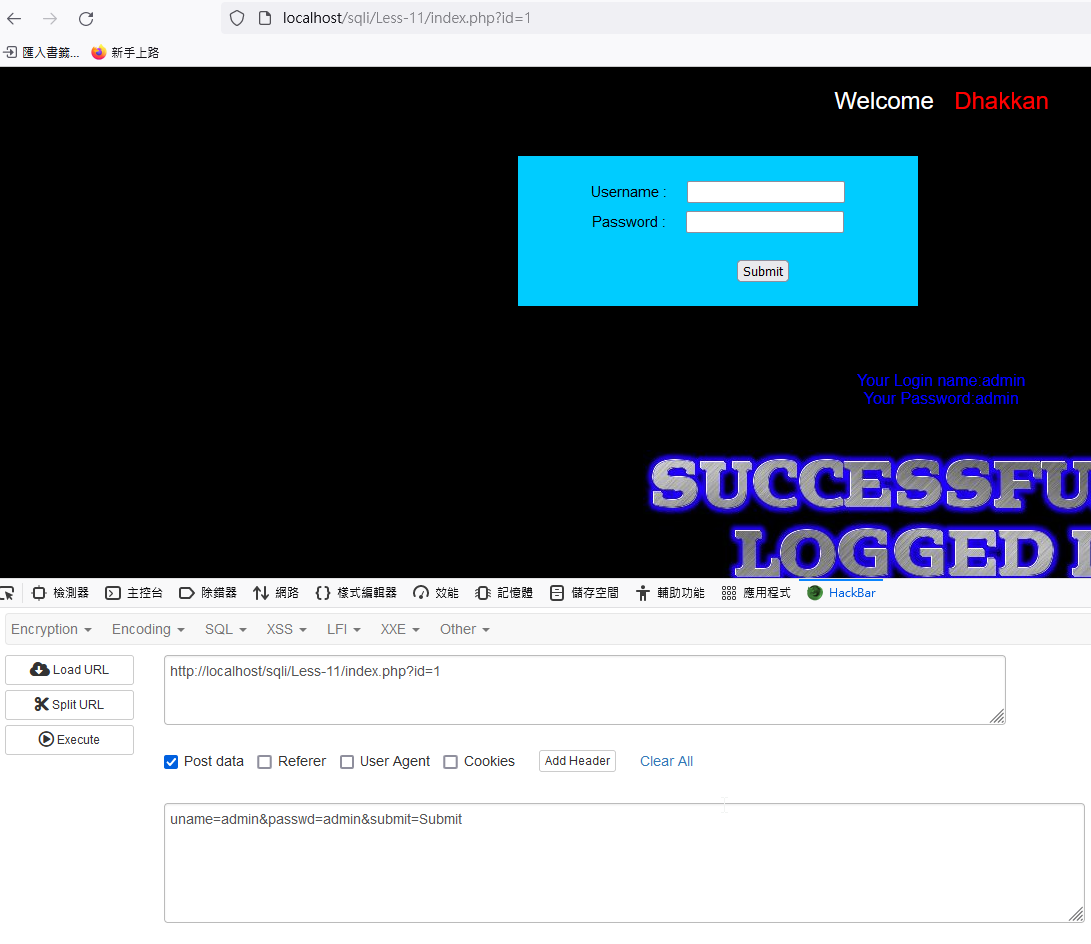 localhost/sqli/Less-11/index.php?id=1
匯入書籤... 新手上路
Welcome Dhakkan
Username :
Password :
Submit
Your Login name:admin
Your Password:admin
SUCCESSFU
LOGGED I
檢測器 主控台 除錯器 網路 樣式編輯器 效能 記憶體 儲存空間 輔助功能 應用程式 HackBar
Encryption Encoding SQL XSS LFI XXE Other
Load URL
http://localhost/sqli/Less-11/index.php?id=1
Split URL
Execute
Post data Referer User Agent Cookies Add Header Clear All
uname=admin&passwd=admin&submit=Submit